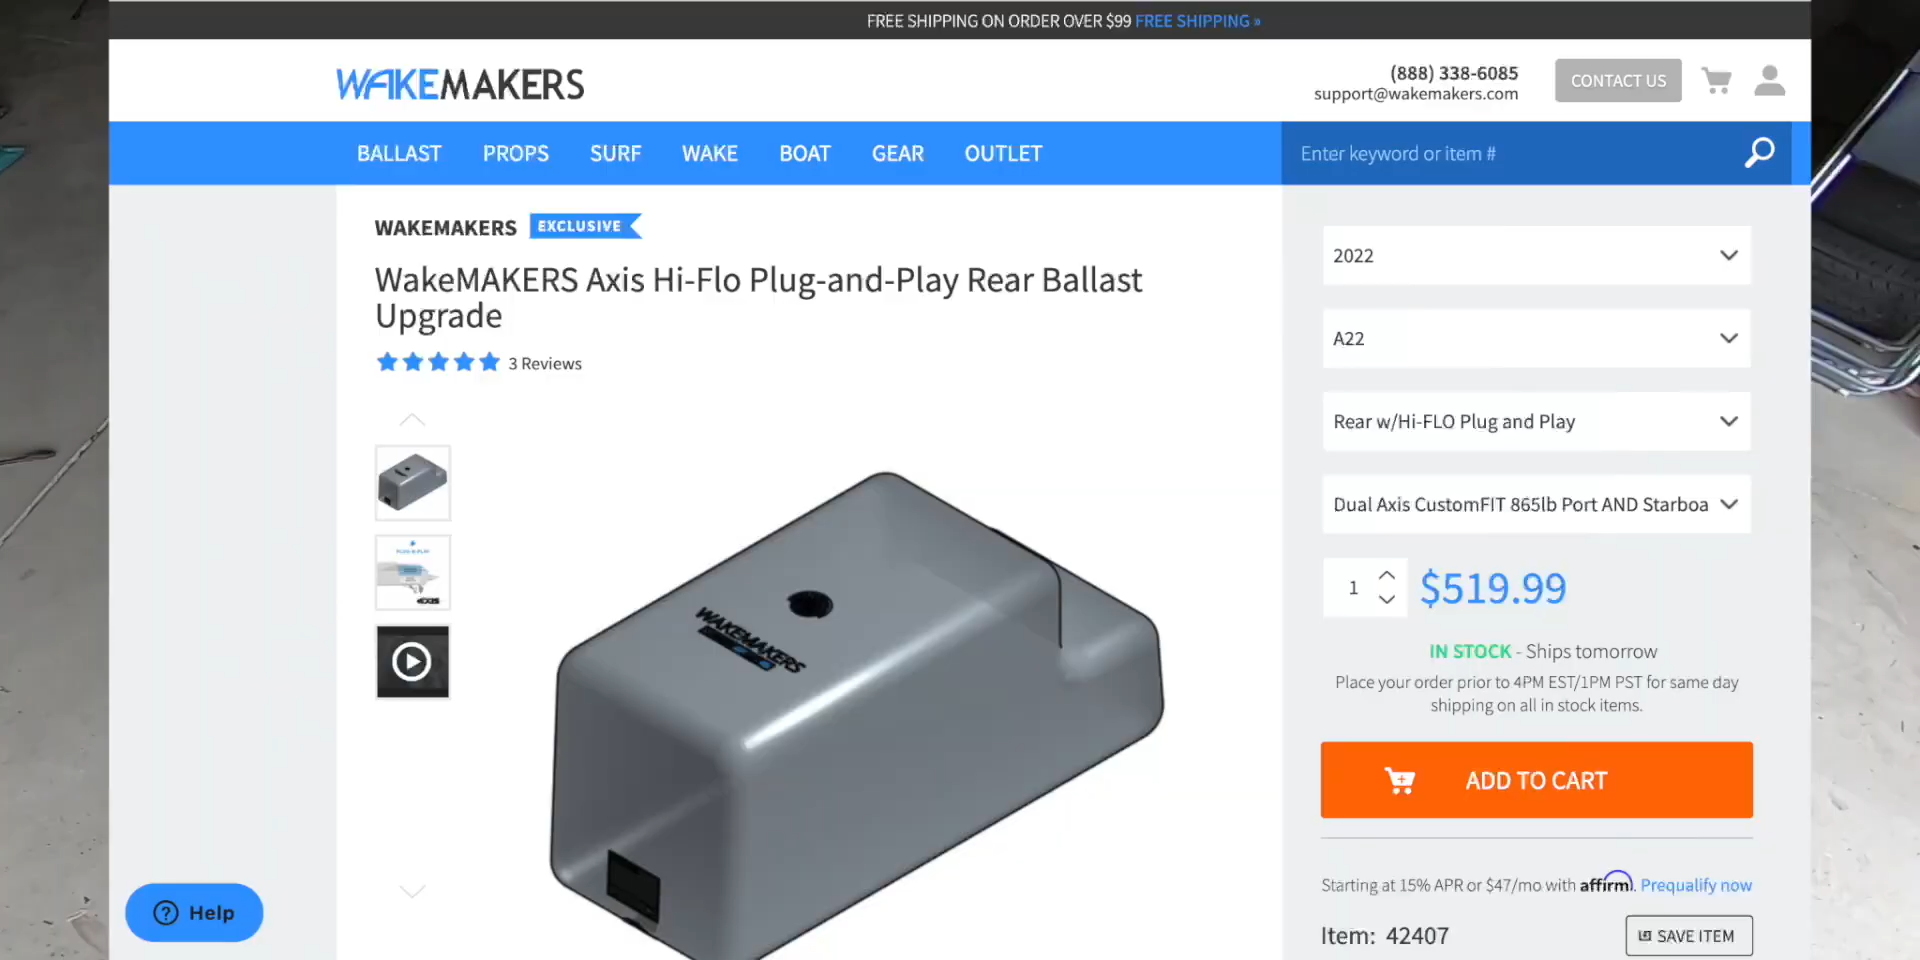 FREE SHIPPING ON ORDER OVER $99 FREE SHIPPING »
WAKEMAKERS
(888) 338-6085
support@wakemakers.com
CONTACT US
BALLAST PROPS SURF WAKE BOAT GEAR OUTLET
Enter keyword or item #
WAKEMAKERS EXCLUSIVE
WakeMAKERS Axis Hi-Flo Plug-and-Play Rear Ballast
Upgrade
3 Reviews
2022
A22
Rear w/Hi-FLO Plug and Play
Dual Axis CustomFIT 865lb Port AND Starboa
1 $519.99
IN STOCK - Ships tomorrow
Place your order prior to 4PM EST/1PM PST for same day
shipping on all in stock items.
ADD TO CART
Starting at 15% APR or $47/mo with affirm. Prequalify now
Item: 42407
SAVE ITEM
WAKEMAKERS
Help